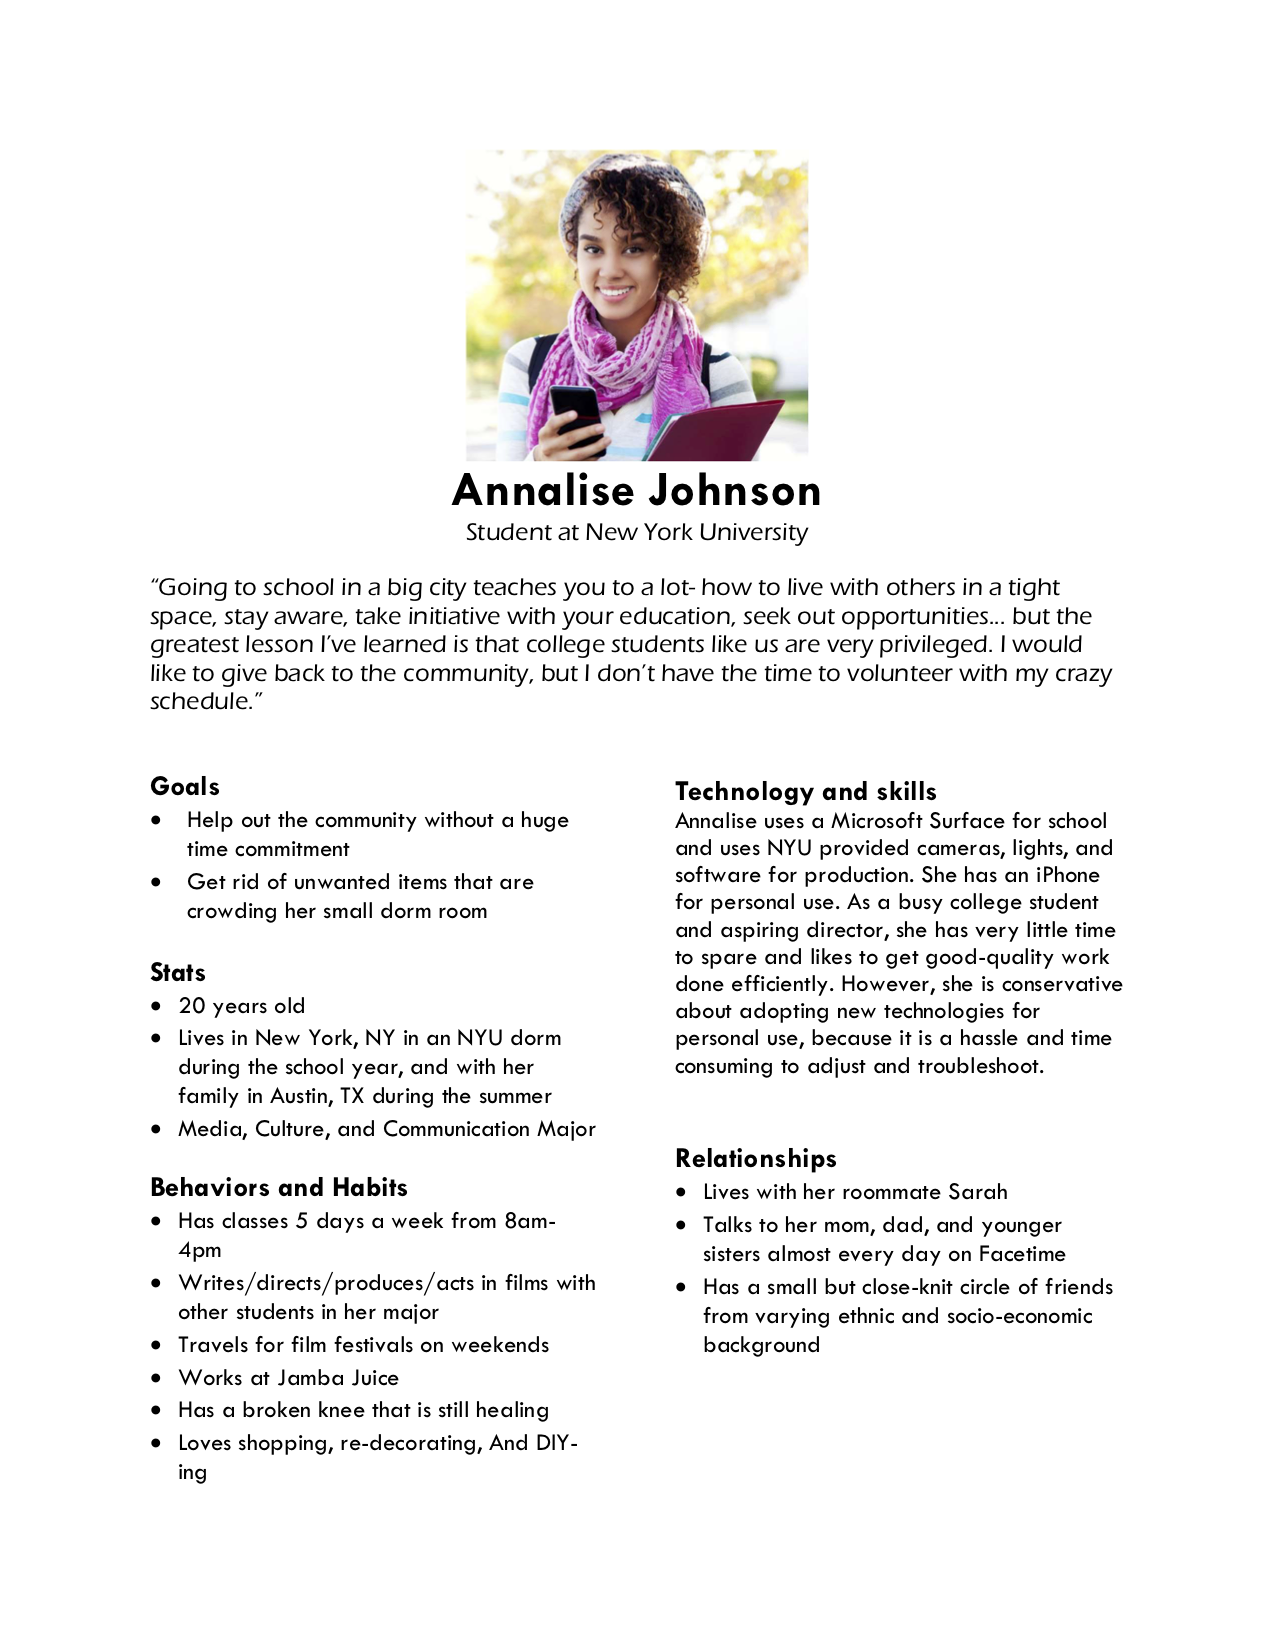 Annalise Johnson
Student at New York University
“Going to school in a big city teaches you to a lot- how to live with others in a tight
space, stay aware, take initiative with your education, seek out opportunities... but the
greatest lesson I’ve learned is that college students like us are very privileged. I would
like to give back to the community, but I don’t have the time to volunteer with my crazy
schedule.”
Goals
• Help out the community without a huge
time commitment
• Get rid of unwanted items that are
crowding her small dorm room
Stats
• 20 years old
• Lives in New York, NY in an NYU dorm
during the school year, and with her
family in Austin, TX during the summer
• Media, Culture, and Communication Major
Behaviors and Habits
• Has classes 5 days a week from 8am-
4pm
• Writes/directs/produces/acts in films with
other students in her major
• Travels for film festivals on weekends
• Works at Jamba Juice
• Has a broken knee that is still healing
• Loves shopping, re-decorating, And DIY-
ing
Technology and skills
Annalise uses a Microsoft Surface for school
and uses NYU provided cameras, lights, and
software for production. She has an iPhone
for personal use. As a busy college student
and aspiring director, she has very little time
to spare and likes to get good-quality work
done efficiently. However, she is conservative
about adopting new technologies for
personal use, because it is a hassle and time
consuming to adjust and troubleshoot.
Relationships
• Lives with her roommate Sarah
• Talks to her mom, dad, and younger
sisters almost every day on Facetime
• Has a small but close-knit circle of friends
from varying ethnic and socio-economic
background